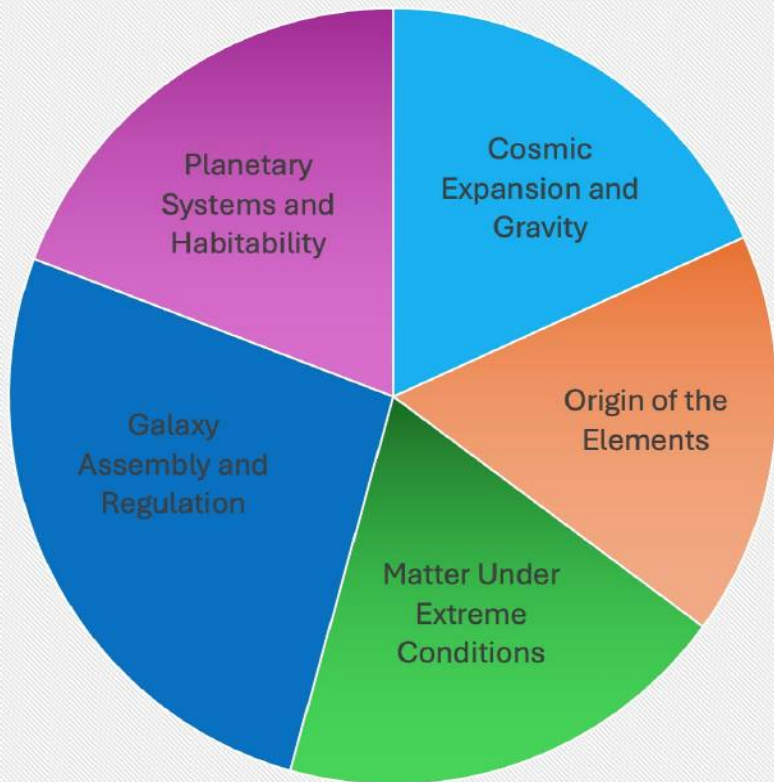 Planetary
Systems and
Habitability
Cosmic
Expansion and
Gravity
Origin of the
Elements
Galaxy
Assembly and
Regulation
Matter Under
Extreme
Conditions